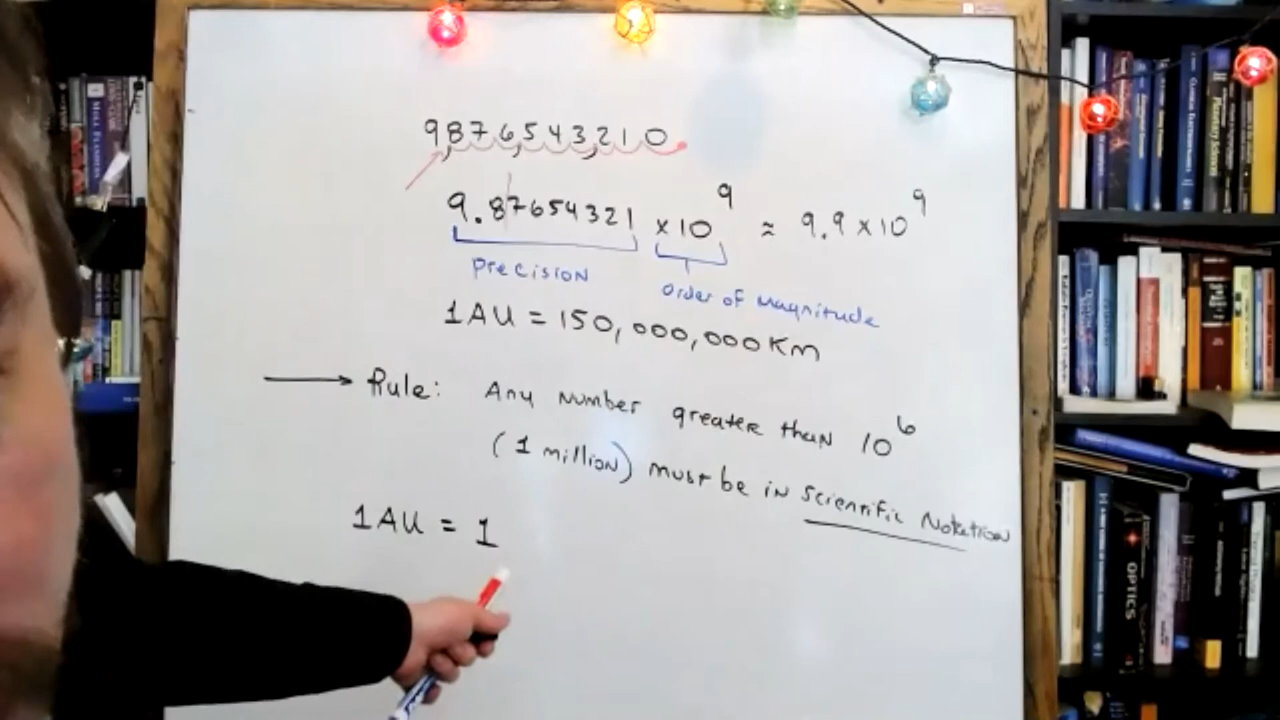 9,876,543,210
9.87654321 x10^9 ≈ 9.9 x10^9
Precision
Order of Magnitude
1AU = 150,000,000 Km
Rule: Any Number greater than 10^6
(1 million) must be in Scientific Notation
1AU = 1
OPTICS